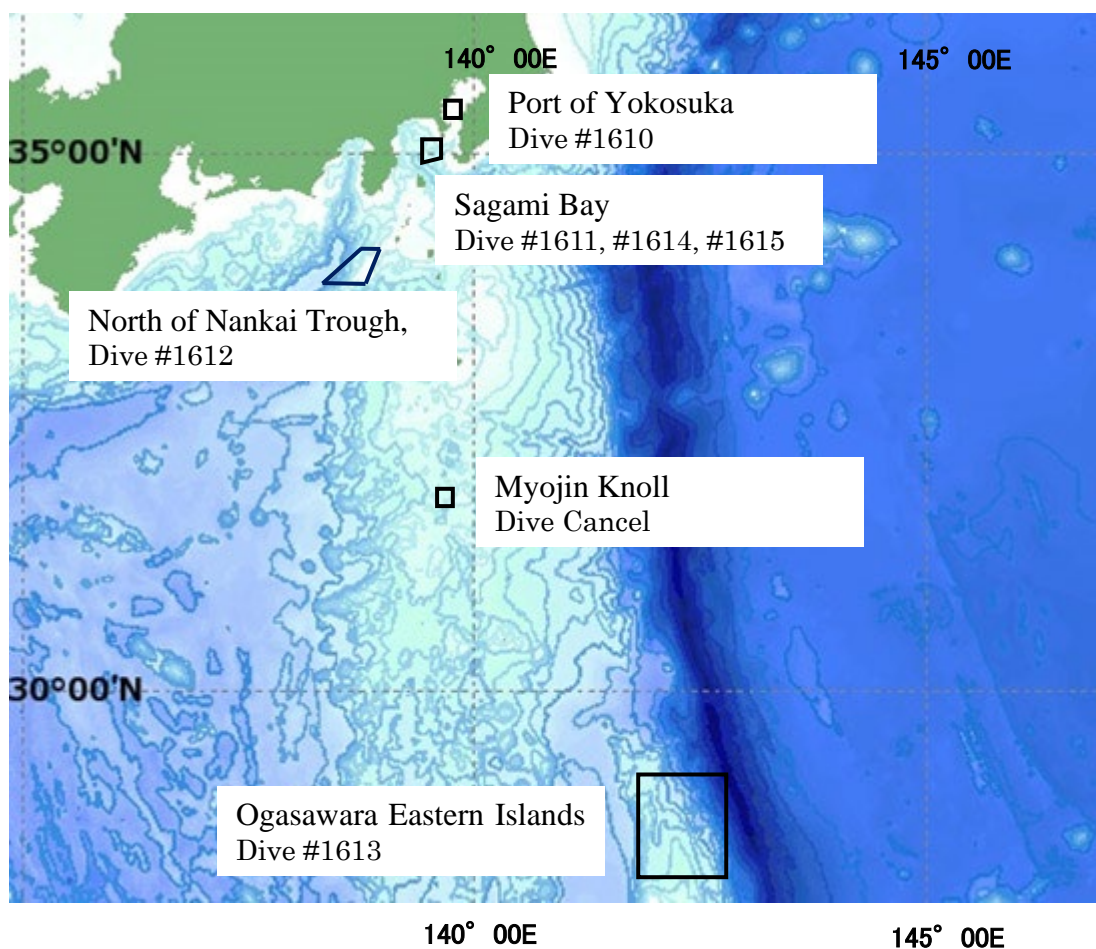 140° 00E
145° 00E
Port of Yokosuka
Dive #1610
35°00'N
Sagami Bay
Dive #1611, #1614, #1615
North of Nankai Trough,
Dive #1612
Myojin Knoll
Dive Cancel
30°00'N
Ogasawara Eastern Islands
Dive #1613
140° 00E
145° 00E